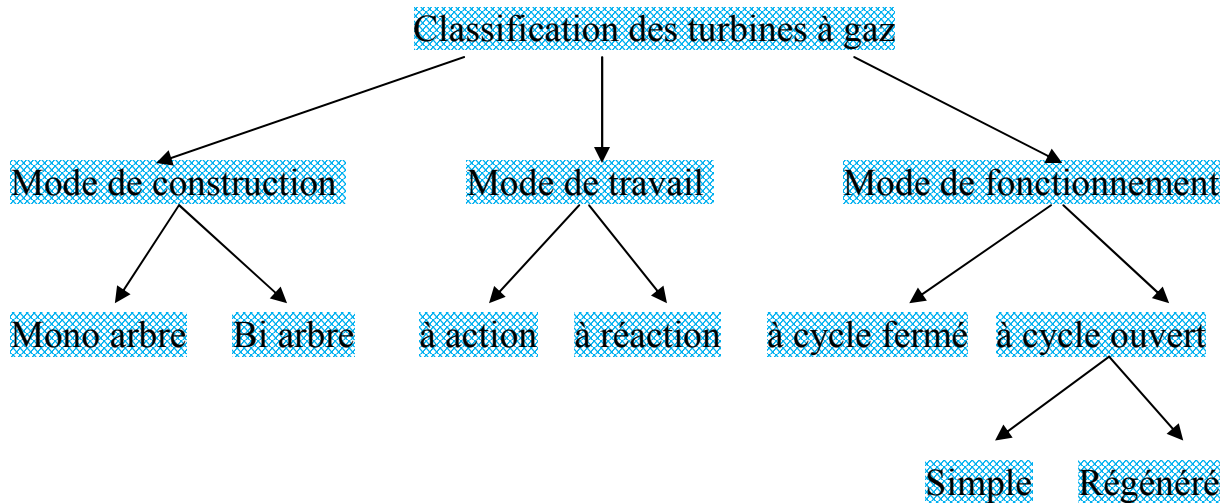 Classification des turbines à gaz
Mode de construction
Mode de travail
Mode de fonctionnement
Mono arbre
Bi arbre
à action
à réaction
à cycle fermé
à cycle ouvert
Simple
Régénéré